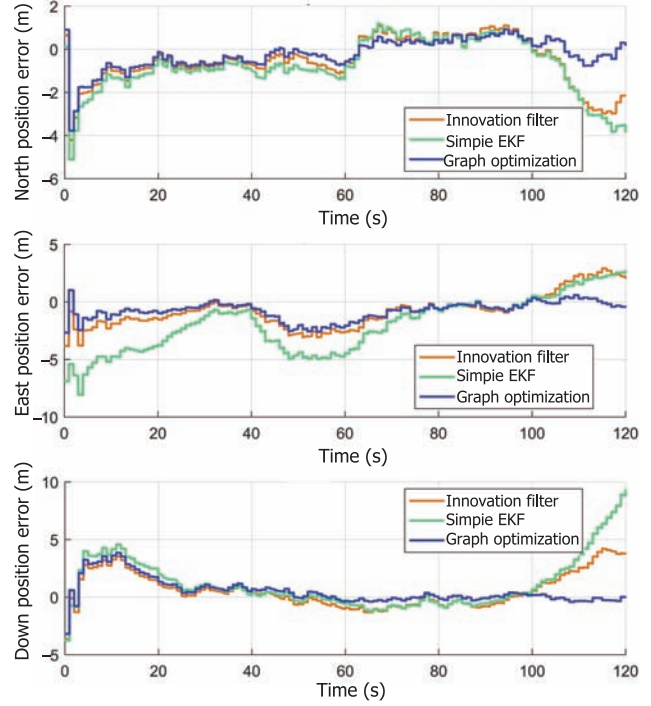 North position error (m)
2
0
−2
−4
−6
Innovation filter
Simpie EKF
Graph optimization
0 20 40 60 80 100 120
Time (s)
East position error (m)
5
0
−5
−10
Innovation filter
Simpie EKF
Graph optimization
0 20 40 60 80 100 120
Time (s)
Down position error (m)
10
5
0
−5
Innovation filter
Simpie EKF
Graph optimization
0 20 40 60 80 100 120
Time (s)